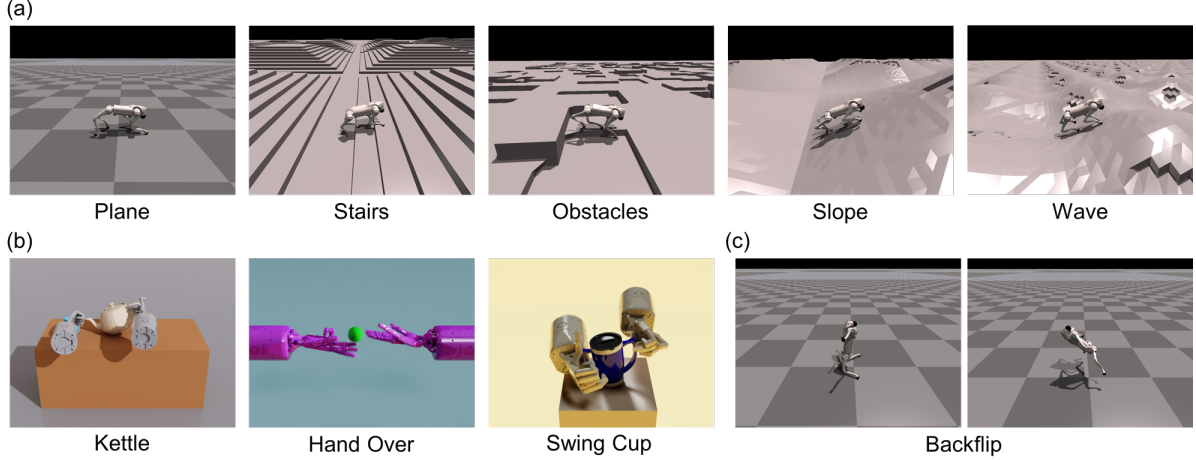 (a)
Plane
Stairs
Obstacles
Slope
Wave
(b)
(c)
Kettle
Hand Over
Swing Cup
Backflip